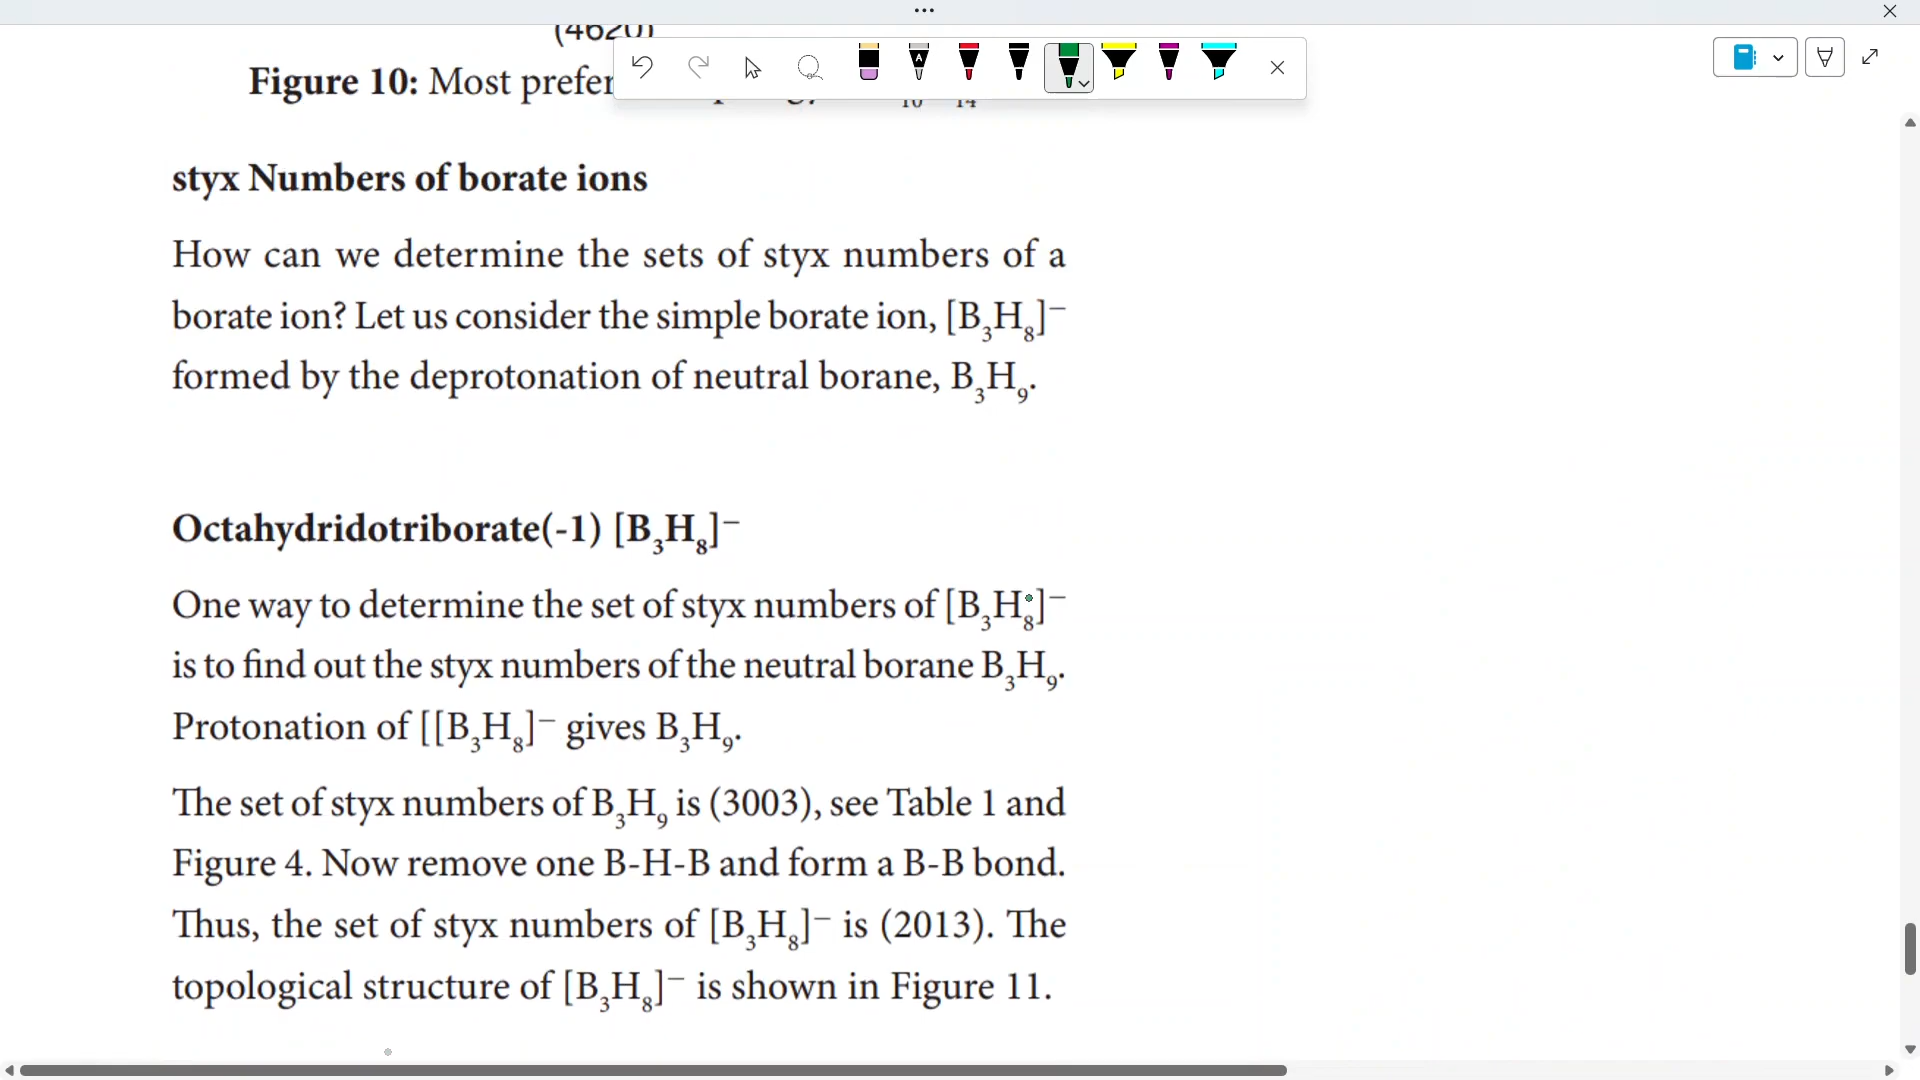 (4620)
Figure 10: Most prefer
10 14
styx Numbers of borate ions
How can we determine the sets of styx numbers of a
borate ion? Let us consider the simple borate ion, [B₃H₈]⁻
formed by the deprotonation of neutral borane, B₃H₉.
Octahydridotriborate(-1) [B₃H₈]⁻
One way to determine the set of styx numbers of [B₃H₈]⁻
is to find out the styx numbers of the neutral borane B₃H₉.
Protonation of [[B₃H₈]⁻ gives B₃H₉.
The set of styx numbers of B₃H₉ is (3003), see Table 1 and
Figure 4. Now remove one B-H-B and form a B-B bond.
Thus, the set of styx numbers of [B₃H₈]⁻ is (2013). The
topological structure of [B₃H₈]⁻ is shown in Figure 11.